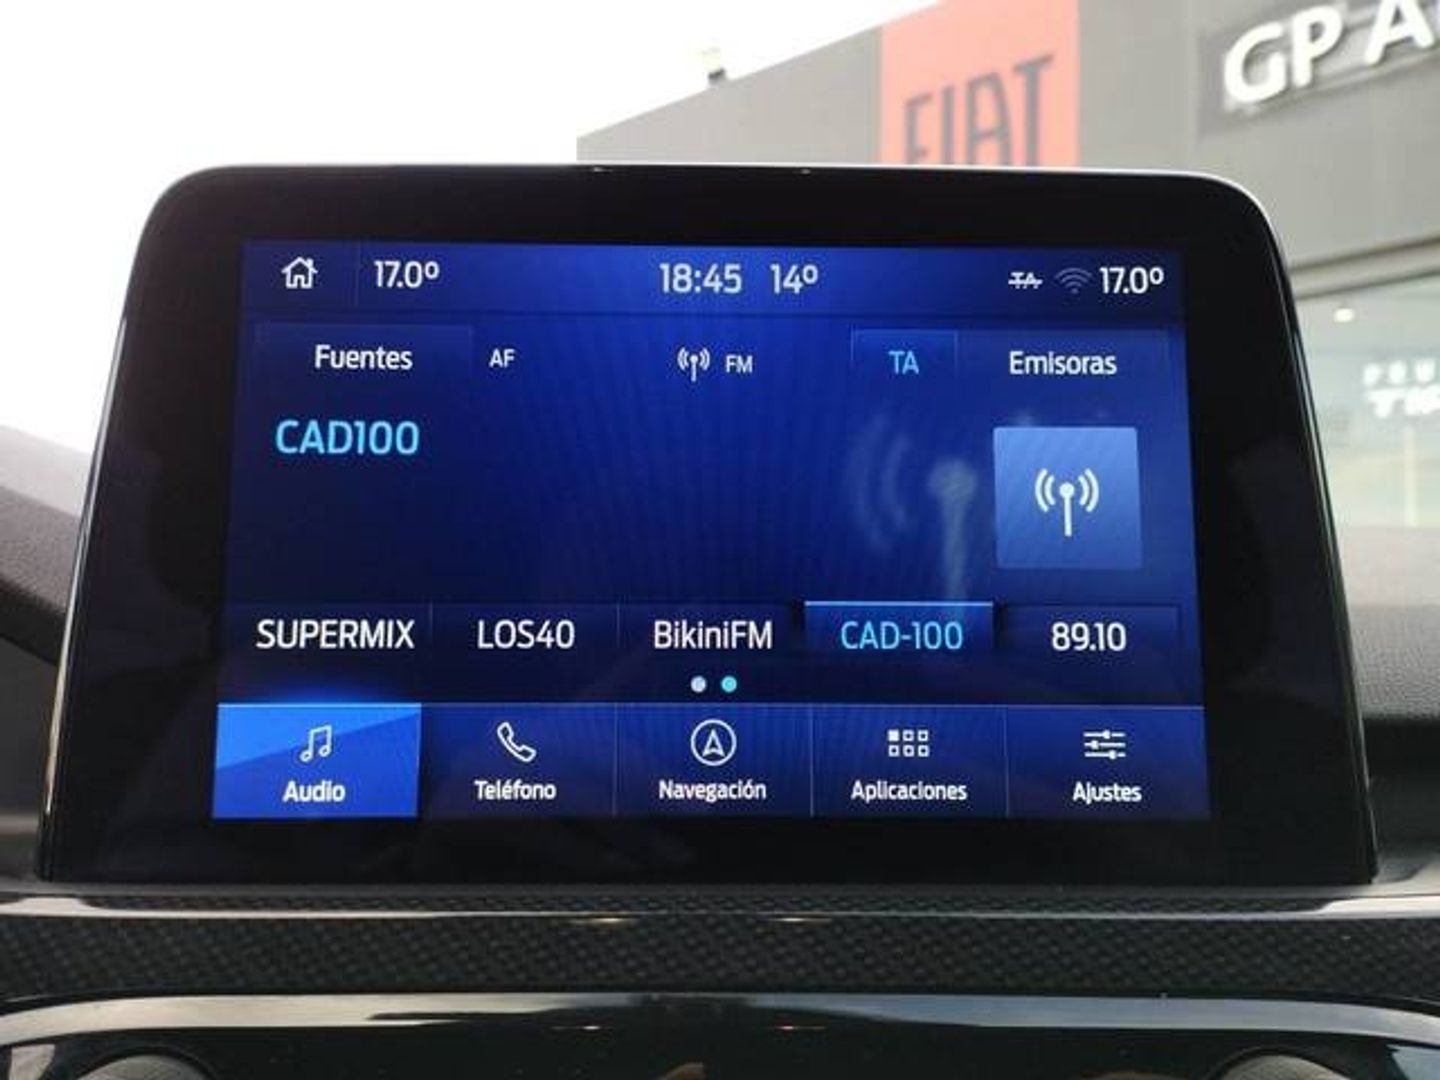 FIAT
GP A
17.0º 18:45 14º TA 17.0º
Fuentes AF FM TA Emisoras
CAD100
SUPERMIX LOS40 BikiniFM CAD-100 89.10
Audio Teléfono Navegación Aplicaciones Ajustes